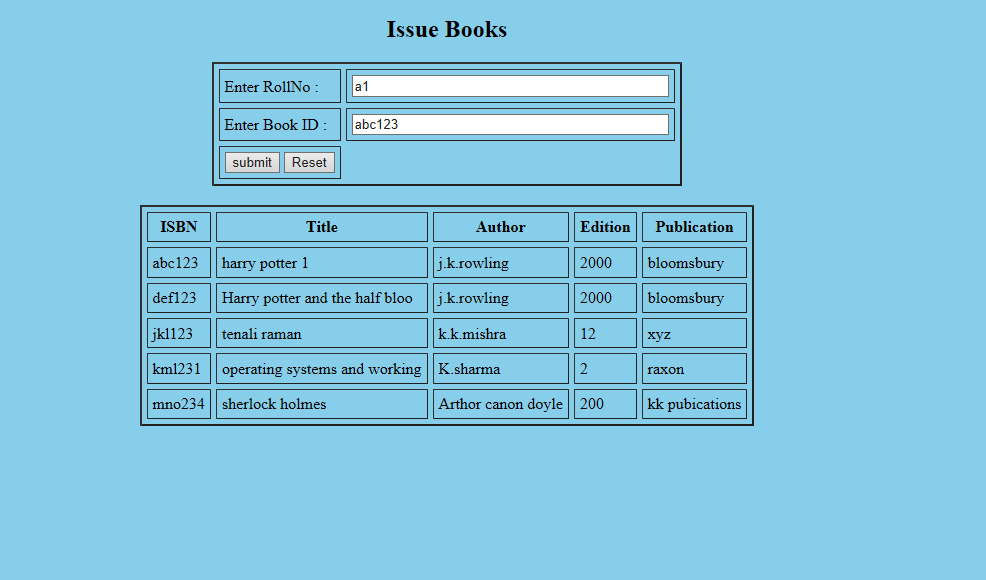 Issue Books
Enter RollNo : a1
Enter Book ID : abc123
submit Reset
ISBN Title Author Edition Publication
abc123 harry potter 1 j.k.rowling 2000 bloomsbury
def123 Harry potter and the half bloo j.k.rowling 2000 bloomsbury
jkl123 tenali raman k.k.mishra 12 xyz
kml231 operating systems and working K.sharma 2 raxon
mno234 sherlock holmes Arthor canon doyle 200 kk pubications